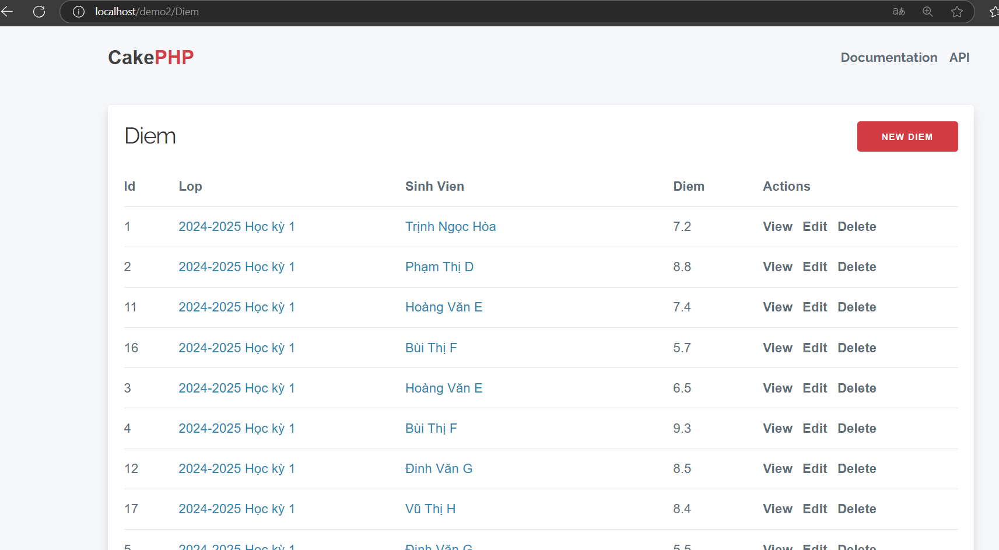 localhost/demo2/Diem
CakePHP
Documentation API
Diem
NEW DIEM
Id Lop Sinh Vien Diem Actions
1 2024-2025 Học kỳ 1 Trịnh Ngọc Hòa 7.2 View Edit Delete
2 2024-2025 Học kỳ 1 Phạm Thị D 8.8 View Edit Delete
11 2024-2025 Học kỳ 1 Hoàng Văn E 7.4 View Edit Delete
16 2024-2025 Học kỳ 1 Bùi Thị F 5.7 View Edit Delete
3 2024-2025 Học kỳ 1 Hoàng Văn E 6.5 View Edit Delete
4 2024-2025 Học kỳ 1 Bùi Thị F 9.3 View Edit Delete
12 2024-2025 Học kỳ 1 Đinh Văn G 8.5 View Edit Delete
17 2024-2025 Học kỳ 1 Vũ Thị H 8.4 View Edit Delete
5 2024-2025 Học kỳ 1 Đinh Văn G 5.5 View Edit Delete